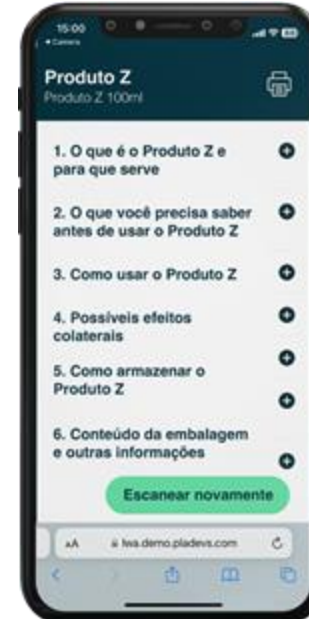 15:00
Camera
Produto Z
Produto Z 100ml
1. O que é o Produto Z e
para que serve
2. O que você precisa saber
antes de usar o Produto Z
3. Como usar o Produto Z
4. Possíveis efeitos
colaterais
5. Como armazenar o
Produto Z
6. Conteúdo da embalagem
e outras informações
Escanear novamente
AA lwa.demo.pladevs.com